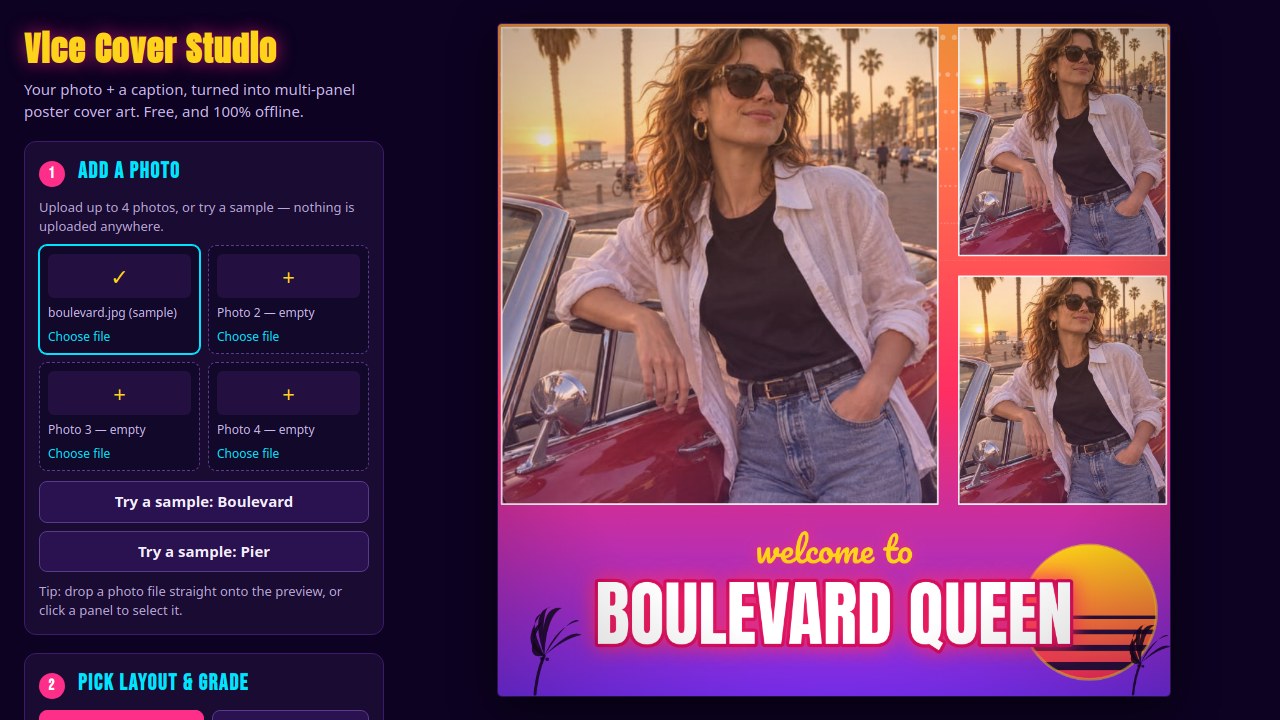 Vice Cover Studio
Your photo + a caption, turned into multi-panel
poster cover art. Free, and 100% offline.
1 ADD A PHOTO
Upload up to 4 photos, or try a sample — nothing is
uploaded anywhere.
✓
+
boulevard.jpg (sample)
Photo 2 — empty
Choose file
Choose file
+
+
Photo 3 — empty
Photo 4 — empty
Choose file
Choose file
Try a sample: Boulevard
Try a sample: Pier
Tip: drop a photo file straight onto the preview, or
click a panel to select it.
2 PICK LAYOUT & GRADE
welcome to
BOULEVARD QUEEN